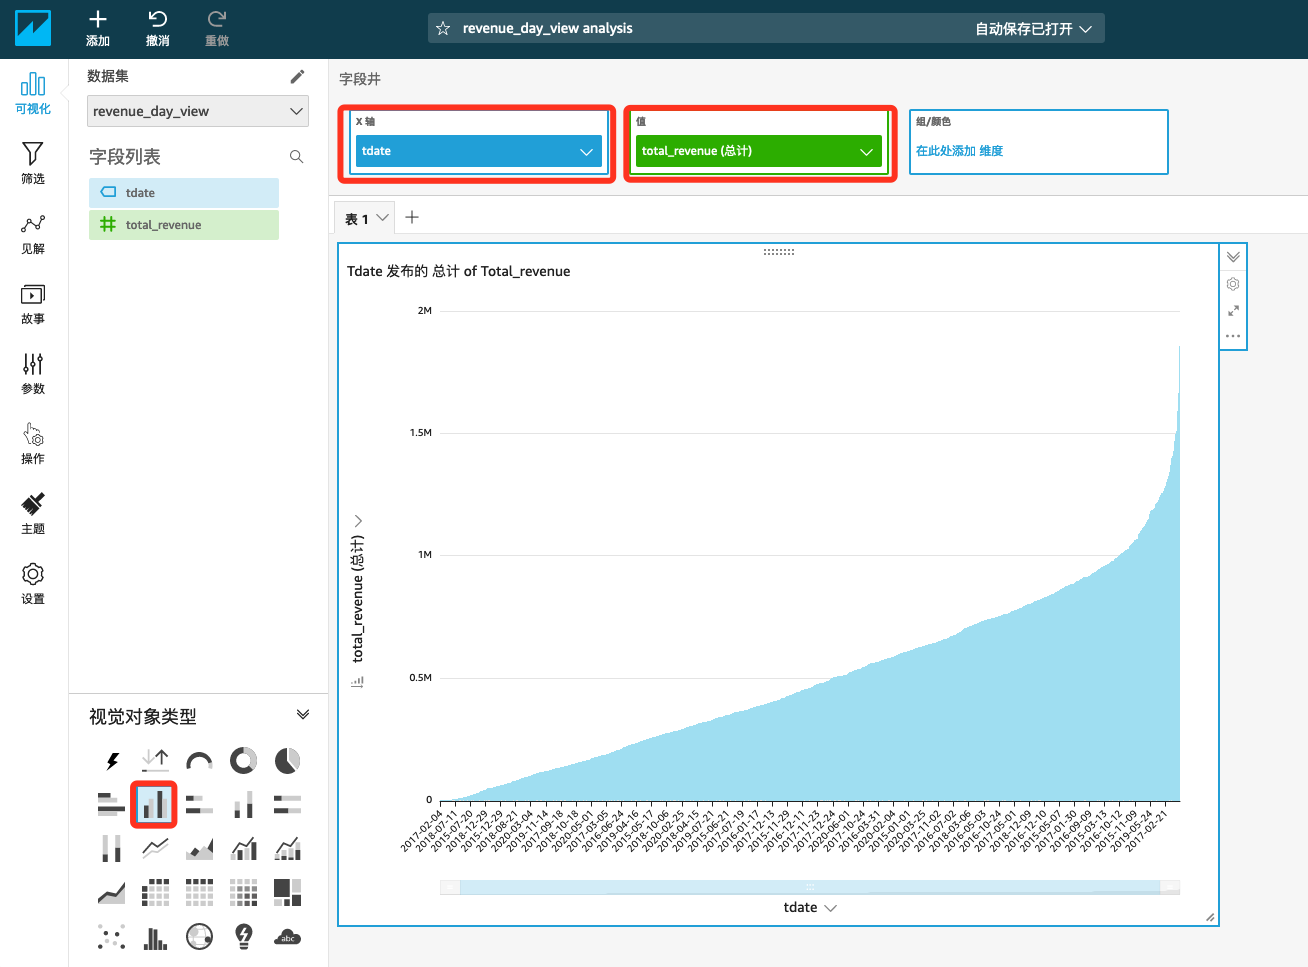 添加
撤消
重做
revenue_day_view analysis
自动保存已打开
可视化
筛选
见解
故事
参数
操作
主题
设置
数据集
revenue_day_view
字段列表
tdate
total_revenue
视觉对象类型
abc
字段井
X 轴
tdate
值
total_revenue (总计)
组/颜色
在此处添加 维度
表 1
Tdate 发布的 总计 of Total_revenue
2M
1.5M
1M
0.5M
0
total_revenue (总计)
2017-02-04
2018-07-11
2015-07-20
2018-12-29
2015-12-29
2018-08-21
2020-03-04
2019-11-14
2017-09-18
2018-10-18
2020-05-01
2017-03-05
2016-06-24
2019-04-16
2015-05-17
2018-10-06
2020-02-25
2018-04-15
2019-07-21
2015-06-21
2017-07-19
2016-01-17
2017-12-13
2015-11-29
2016-12-11
2017-11-23
2017-12-24
2020-06-01
2017-10-24
2020-03-31
2020-02-04
2015-01-01
2020-03-25
2017-11-02
2016-07-02
2016-03-06
2016-05-03
2016-10-24
2017-05-01
2018-12-09
2016-12-10
2015-05-07
2017-01-30
2016-09-09
2015-03-13
2016-10-12
2015-11-09
2019-05-24
2017-02-21
tdate